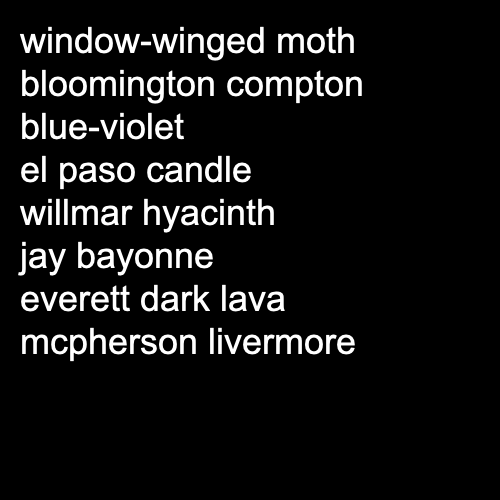 window-winged moth
bloomington compton
blue-violet
el paso candle
willmar hyacinth
jay bayonne
everett dark lava
mcpherson livermore